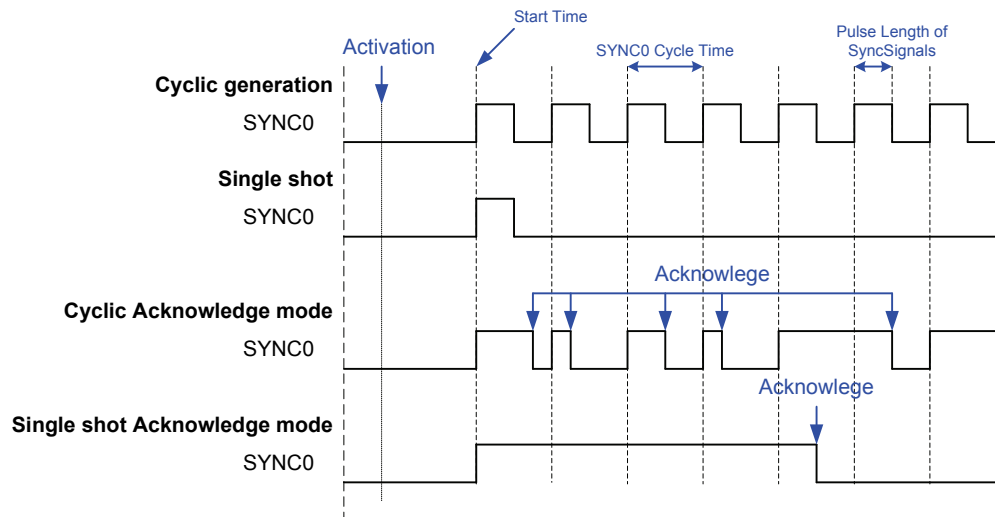 Start Time
Activation
SYNC0 Cycle Time
Pulse Length of
SyncSignals
Cyclic generation
SYNC0
Single shot
SYNC0
Acknowlege
Cyclic Acknowledge mode
SYNC0
Acknowlege
Single shot Acknowledge mode
SYNC0